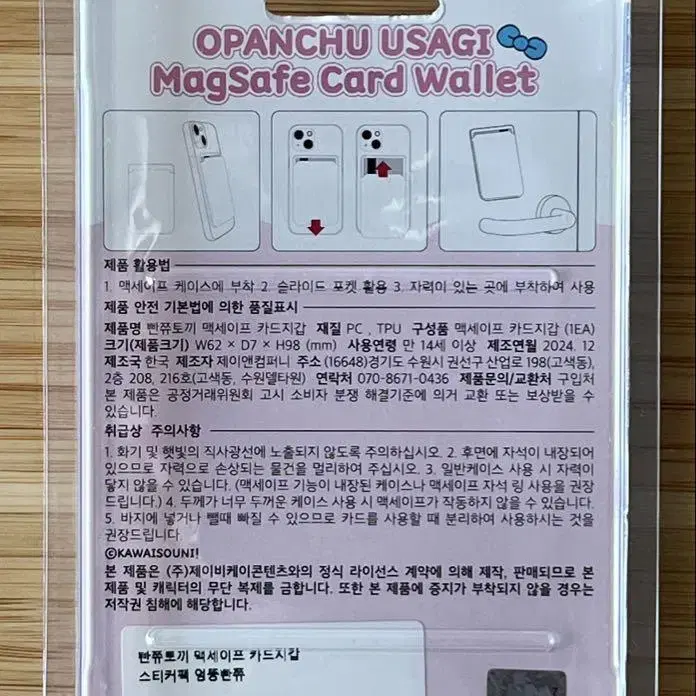 OPANCHU USAGI
MagSafe Card Wallet
제품 활용법
1. 맥세이프 케이스에 부착 2. 슬라이드 포켓 활용 3. 자력이 있는 곳에 부착하여 사용
제품 안전 기본법에 의한 품질표시
제품명 빤쮸토끼 맥세이프 카드지갑 재질 PC , TPU 구성품 맥세이프 카드지갑 (1EA)
크기(제품크기) W62 × D7 × H98 (mm) 사용연령 만 14세 이상 제조연월 2024. 12
제조국 한국 제조자 제이앤컴퍼니 주소 (16648)경기도 수원시 권선구 산업로 198(고색동),
2층 208, 216호(고색동, 수원델타원) 연락처 070-8671-0436 제품문의/교환처 구입처
본 제품은 공정거래위원회 고시 소비자 분쟁 해결기준에 의거 교환 또는 보상받을 수
있습니다.
취급상 주의사항
1. 화기 및 햇빛의 직사광선에 노출되지 않도록 주의하십시오. 2. 후면에 자석이 내장되어
있으므로 자력으로 손상되는 물건을 멀리하여 주십시오. 3. 일반케이스 사용 시 자력이
닿지 않을 수 있습니다. (맥세이프 기능이 내장된 케이스나 맥세이프 자석 링 사용을 권장
드립니다.) 4. 두께가 너무 두꺼운 케이스 사용 시 맥세이프가 작동하지 않을 수 있습니다.
5. 바지에 넣거나 뺄때 빠질 수 있으므로 카드를 사용할 때 분리하여 사용하시는 것을
권장드립니다.
©KAWAISOUNI!
본 제품은 (주)제이비케이콘텐츠와의 정식 라이선스 계약에 의해 제작, 판매되므로 본
제품 및 캐릭터의 무단 복제를 금합니다. 또한 본 제품에 증지가 부착되지 않을 경우는
저작권 침해에 해당합니다.
빤쮸토끼 맥세이프 카드지갑
스티커팩 엉뚱빤쮸